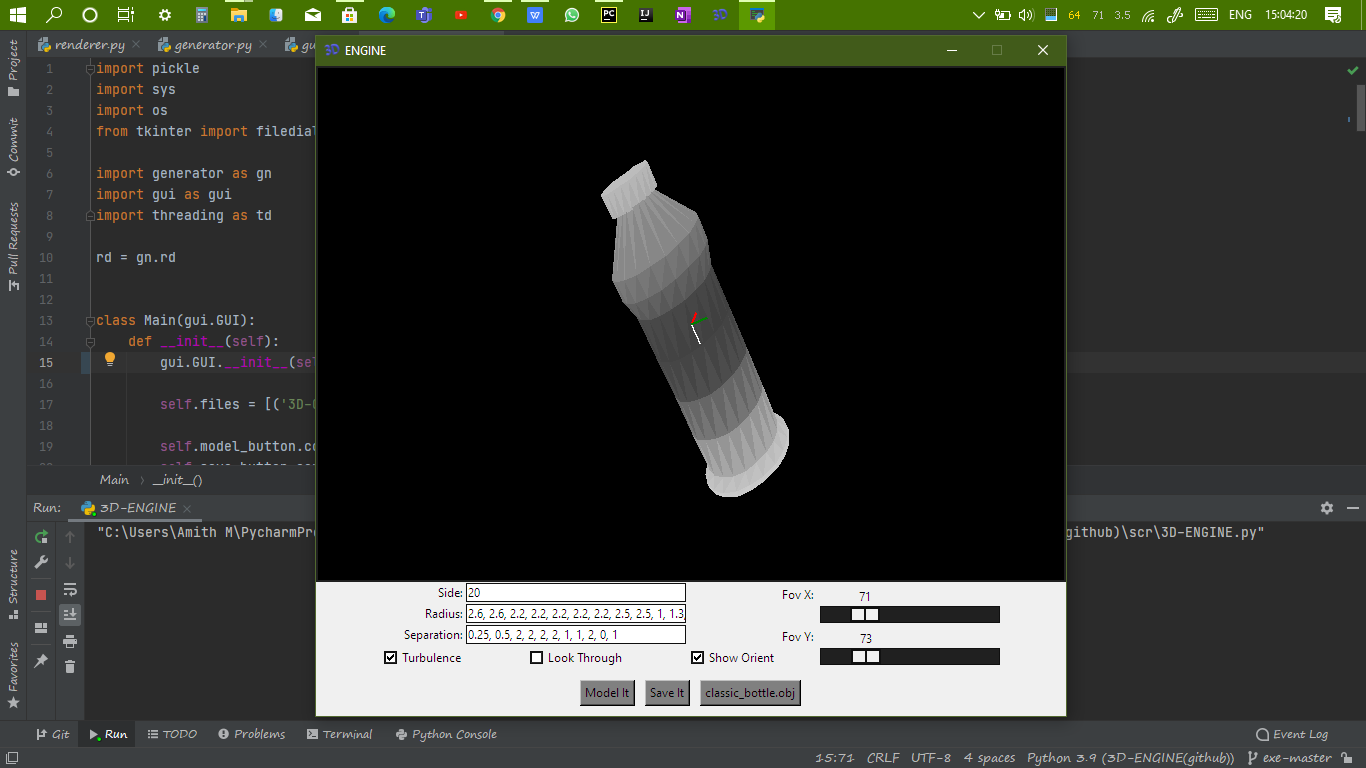 64 71 3.5 ENG 15:04:20
renderer.py generator.py gu
3D ENGINE
Project
Commit
Pull Requests
Structure
Favorites
1 import pickle
2 import sys
3 import os
4 from tkinter import filedial
5
6 import generator as gn
7 import gui as gui
8 import threading as td
9
10 rd = gn.rd
11
12
13 class Main(gui.GUI):
14 def __init__(self):
15 gui.GUI.__init__(sel
16
17 self.files = [('3D-
18
19 self.model_button.co
Main › __init__()
Run: 3D-ENGINE
"C:\Users\Amith M\PycharmPro
github)\scr\3D-ENGINE.py"
Side: 20
Radius: 2.6, 2.6, 2.2, 2.2, 2.2, 2.2, 2.2, 2.5, 2.5, 1, 1.3
Separation: 0.25, 0.5, 2, 2, 2, 2, 1, 1, 2, 0, 1
Turbulence Look Through Show Orient
Fov X: 71
Fov Y: 73
Model It Save It classic_bottle.obj
Git Run TODO Problems Terminal Python Console Event Log
15:71 CRLF UTF-8 4 spaces Python 3.9 (3D-ENGINE(github)) exe-master